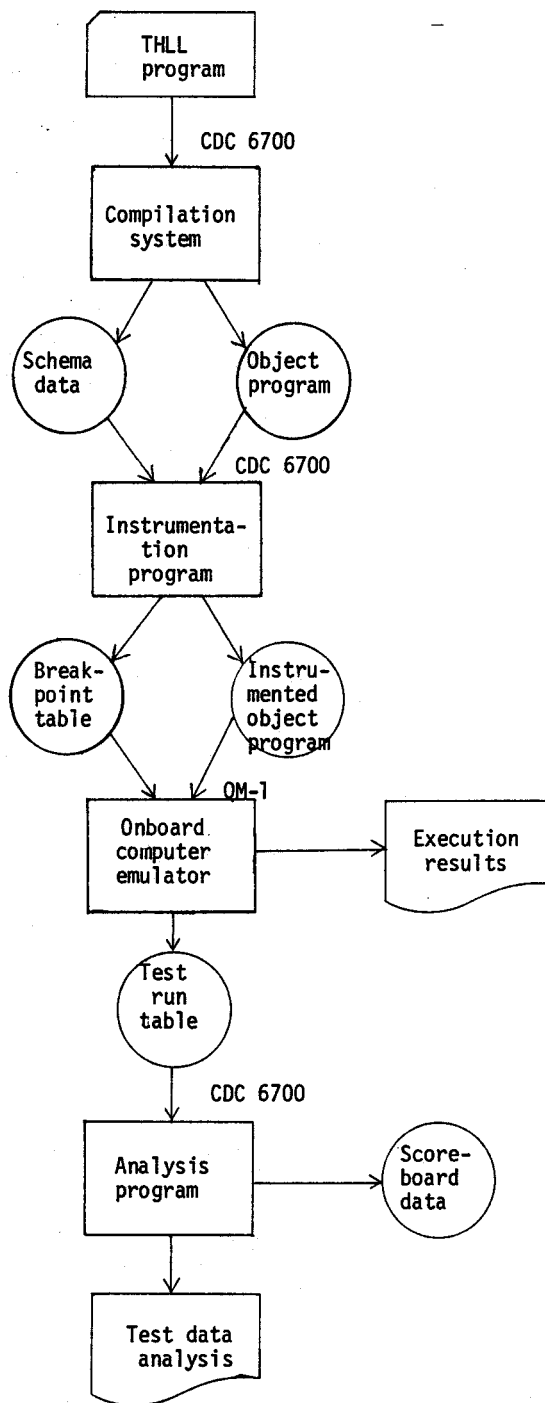 THLL
program
CDC 6700
Compilation
system
Schema
data
Object
program
CDC 6700
Instrumenta-
tion
program
Break-
point
table
Instru-
mented
object
program
QM-1
Onboard
computer
emulator
Execution
results
Test
run
table
CDC 6700
Analysis
program
Score-
board
data
Test data
analysis